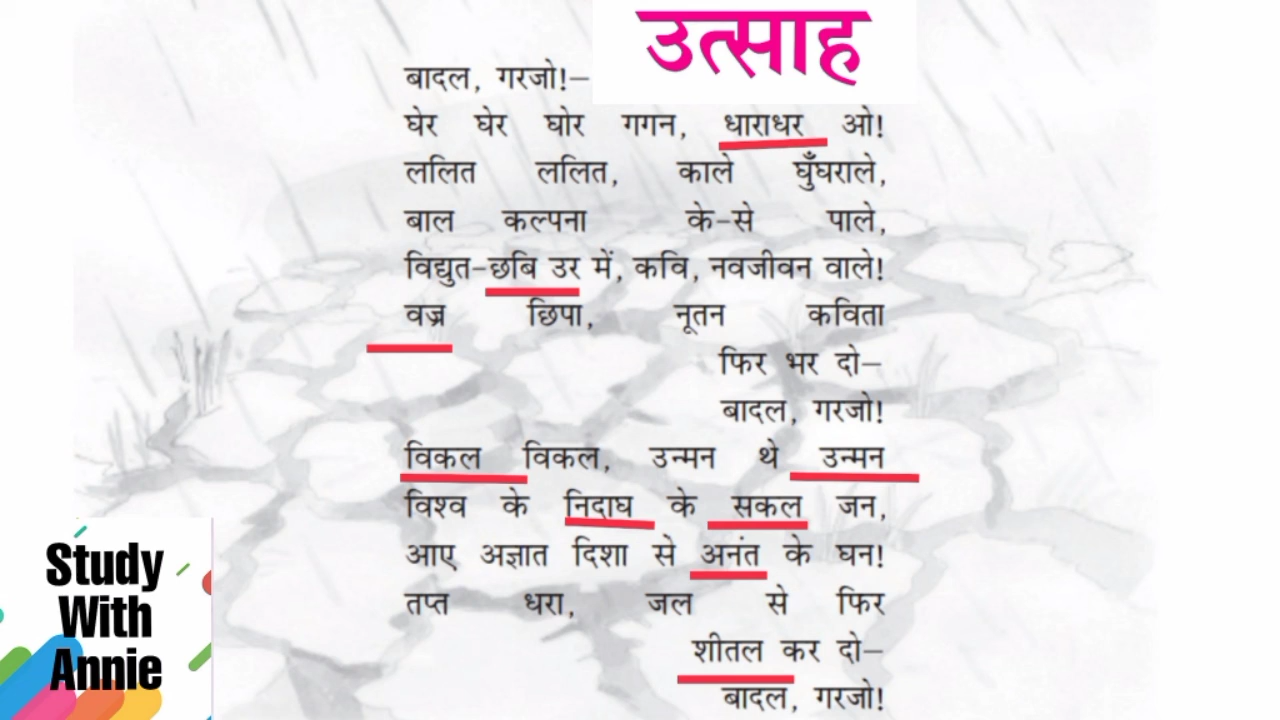 उत्साह
बादल, गरजो!–
घेर घेर घोर गगन, धाराधर ओ!
ललित ललित, काले घुँघराले,
बाल कल्पना के-से पाले,
विद्युत-छबि उर में, कवि, नवजीवन वाले!
वज्र छिपा, नूतन कविता
फिर भर दो–
बादल, गरजो!
विकल विकल, उन्मन थे उन्मन
विश्व के निदाघ के सकल जन,
आए अज्ञात दिशा से अनंत के घन!
तप्त धरा, जल से फिर
शीतल कर दो–
बादल, गरजो!
Study
With
Annie